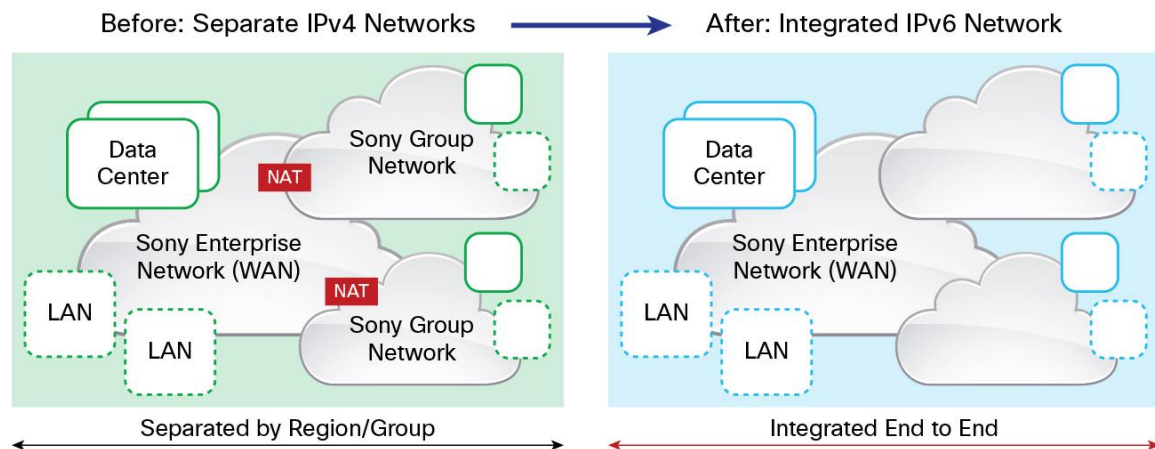 Before: Separate IPv4 Networks
After: Integrated IPv6 Network
Data
Center
NAT
Sony Group
Network
Sony Enterprise
Network (WAN)
NAT
Sony Group
Network
LAN
LAN
Separated by Region/Group
Data
Center
Sony Enterprise
Network (WAN)
LAN
LAN
Integrated End to End